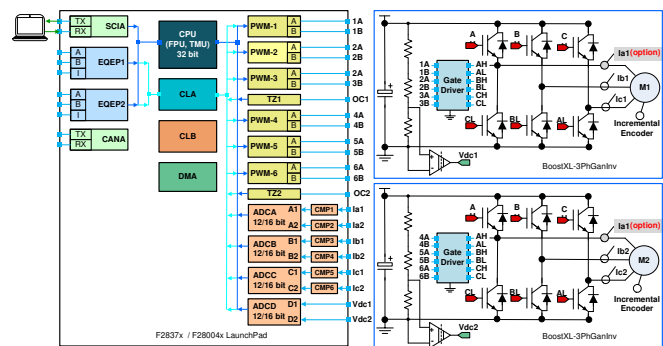 TX
RX
SCIA
A
B
I
EQEP1
A
B
I
EQEP2
TX
RX
CANA
CPU
(FPU, TMU)
32 bit
CLA
CLB
DMA
PWM-1
A
B
1A
1B
PWM-2
A
B
2A
2B
PWM-3
A
B
2A
3B
TZ1
OC1
PWM-4
A
B
4A
4B
PWM-5
A
B
5A
5B
PWM-6
A
B
6A
6B
TZ2
OC2
ADCA
12/16 bit
A1
A2
CMP1
CMP2
Ia1
Ia2
ADCB
12/16 bit
B1
B2
CMP3
CMP4
Ib1
Ib2
ADCC
12/16 bit
C1
C2
CMP5
CMP6
Ic1
Ic2
ADCD
12/16 bit
D1
D2
Vdc1
Vdc2
F2837x / F28004x LaunchPad
A
B
C
1A
1B
2A
2B
3A
3B
Gate
Driver
AH
AL
BH
BL
CH
CL
CL
BL
AL
Ia1(option)
Ib1
Ic1
M1
Incremental
Encoder
+
-
Vdc1
BoostXL-3PhGanInv
A
B
C
4A
4B
5A
5B
6A
6B
Gate
Driver
AH
AL
BH
BL
CH
CL
CL
BL
AL
Ia1(option)
Ib2
Ic2
M2
Incremental
Encoder
+
-
Vdc2
BoostXL-3PhGanInv